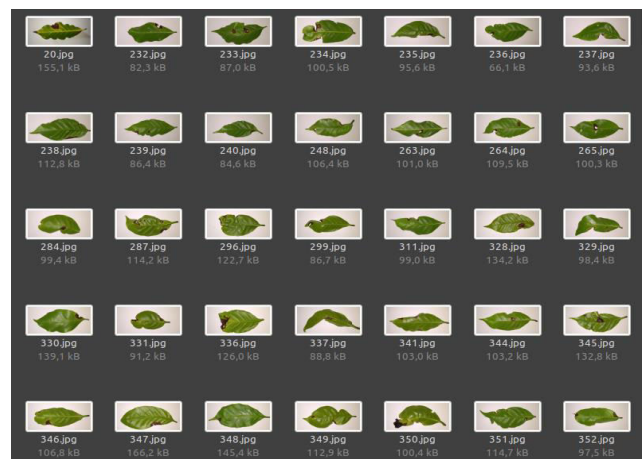 20.jpg 232.jpg 233.jpg 234.jpg 235.jpg 236.jpg 237.jpg
155,1 kB 82,3 kB 87,0 kB 100,5 kB 95,6 kB 66,1 kB 93,6 kB
238.jpg 239.jpg 240.jpg 248.jpg 263.jpg 264.jpg 265.jpg
112,8 kB 86,4 kB 84,6 kB 106,4 kB 101,0 kB 109,5 kB 100,3 kB
284.jpg 287.jpg 296.jpg 299.jpg 311.jpg 328.jpg 329.jpg
99,4 kB 114,2 kB 122,7 kB 86,7 kB 99,0 kB 134,2 kB 98,4 kB
330.jpg 331.jpg 336.jpg 337.jpg 341.jpg 344.jpg 345.jpg
139,1 kB 91,2 kB 126,0 kB 88,8 kB 103,0 kB 103,2 kB 132,8 kB
346.jpg 347.jpg 348.jpg 349.jpg 350.jpg 351.jpg 352.jpg
106,8 kB 166,2 kB 145,4 kB 112,9 kB 100,4 kB 114,7 kB 97,5 kB